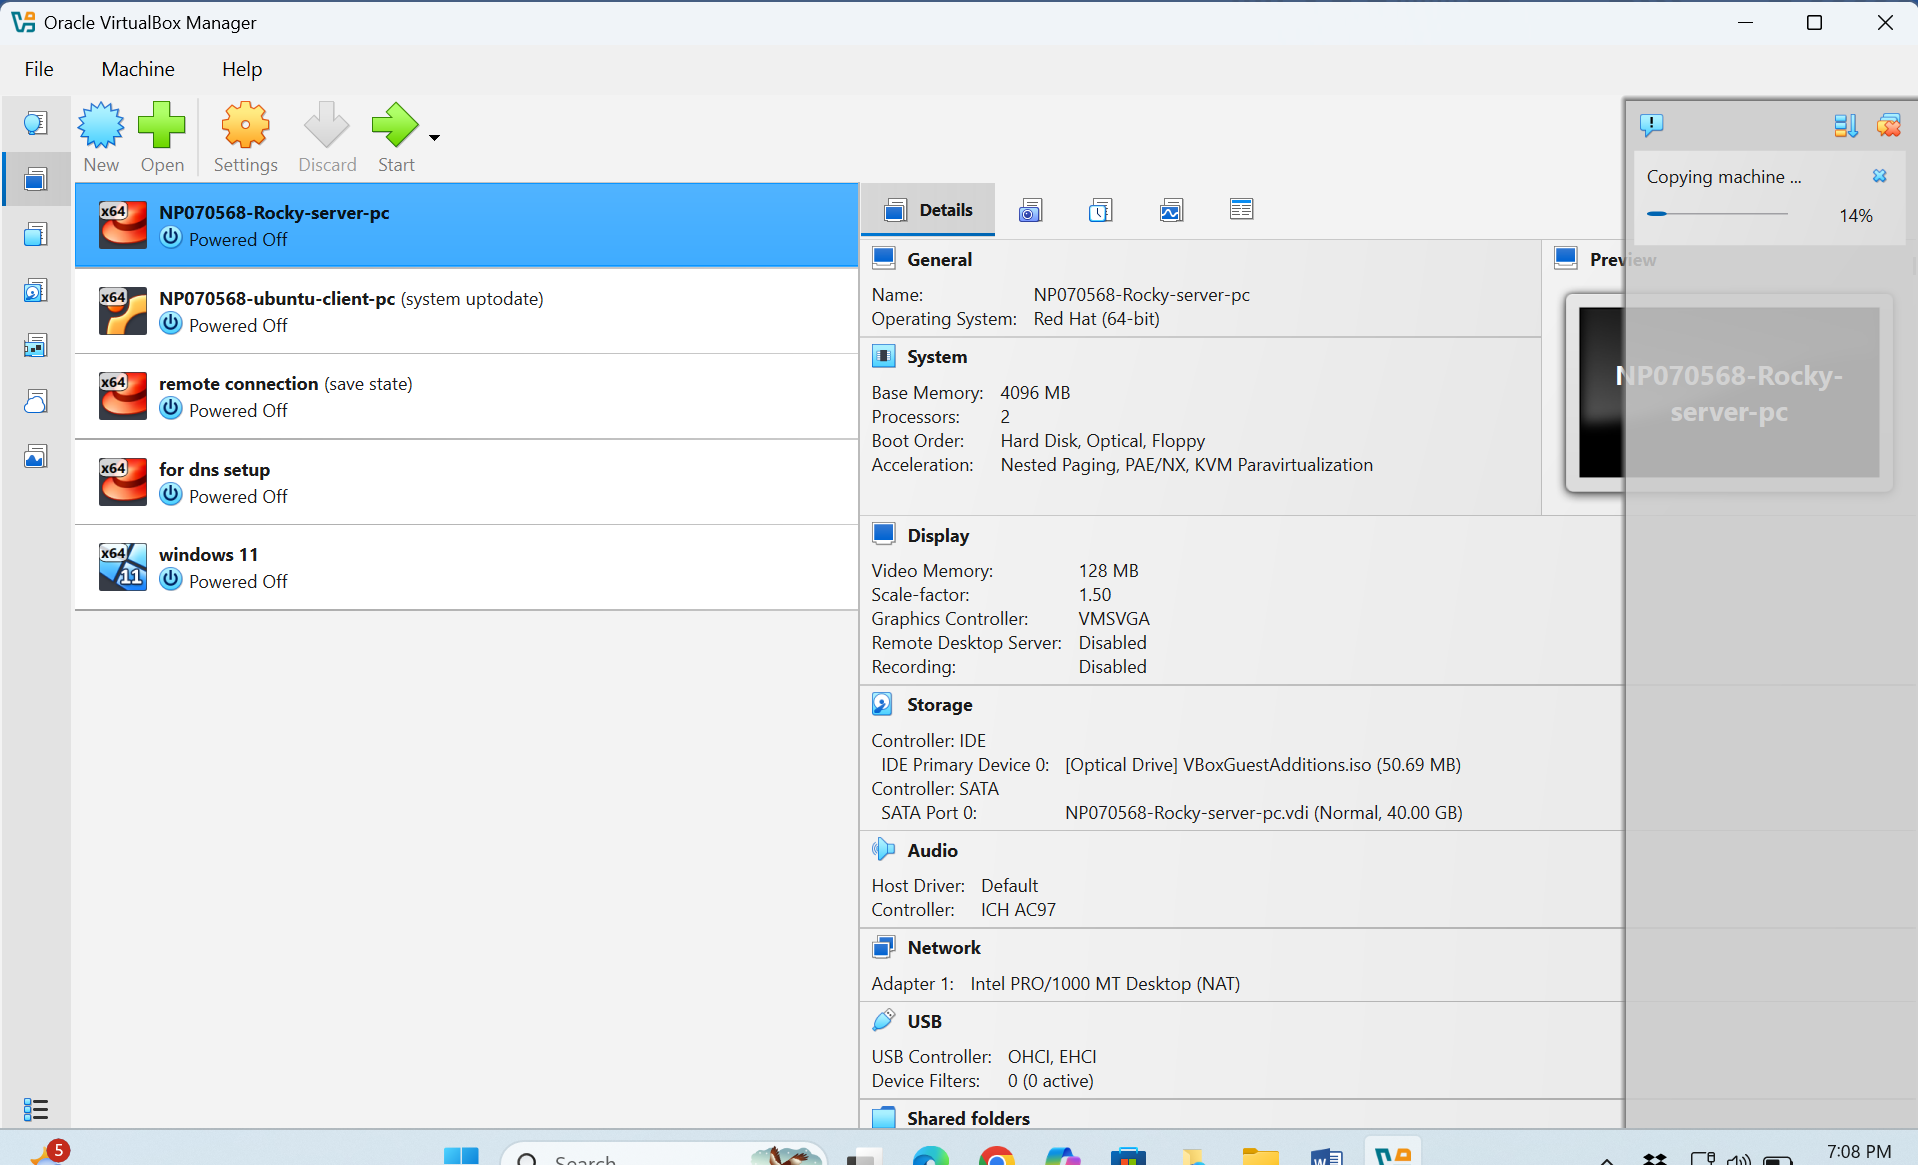 Oracle VirtualBox Manager
File Machine Help
New Open Settings Discard Start
x64 NP070568-Rocky-server-pc
Powered Off
x64 NP070568-ubuntu-client-pc (system uptodate)
Powered Off
x64 remote connection (save state)
Powered Off
x64 for dns setup
Powered Off
x64 11 windows 11
Powered Off
Details
General
Name: NP070568-Rocky-server-pc
Operating System: Red Hat (64-bit)
System
Base Memory: 4096 MB
Processors: 2
Boot Order: Hard Disk, Optical, Floppy
Acceleration: Nested Paging, PAE/NX, KVM Paravirtualization
Display
Video Memory: 128 MB
Scale-factor: 1.50
Graphics Controller: VMSVGA
Remote Desktop Server: Disabled
Recording: Disabled
Storage
Controller: IDE
IDE Primary Device 0: [Optical Drive] VBoxGuestAdditions.iso (50.69 MB)
Controller: SATA
SATA Port 0: NP070568-Rocky-server-pc.vdi (Normal, 40.00 GB)
Audio
Host Driver: Default
Controller: ICH AC97
Network
Adapter 1: Intel PRO/1000 MT Desktop (NAT)
USB
USB Controller: OHCI, EHCI
Device Filters: 0 (0 active)
Shared folders
Copying machine ...
14%
Preview
NP070568-Rocky-
server-pc
5
Search
7:08 PM